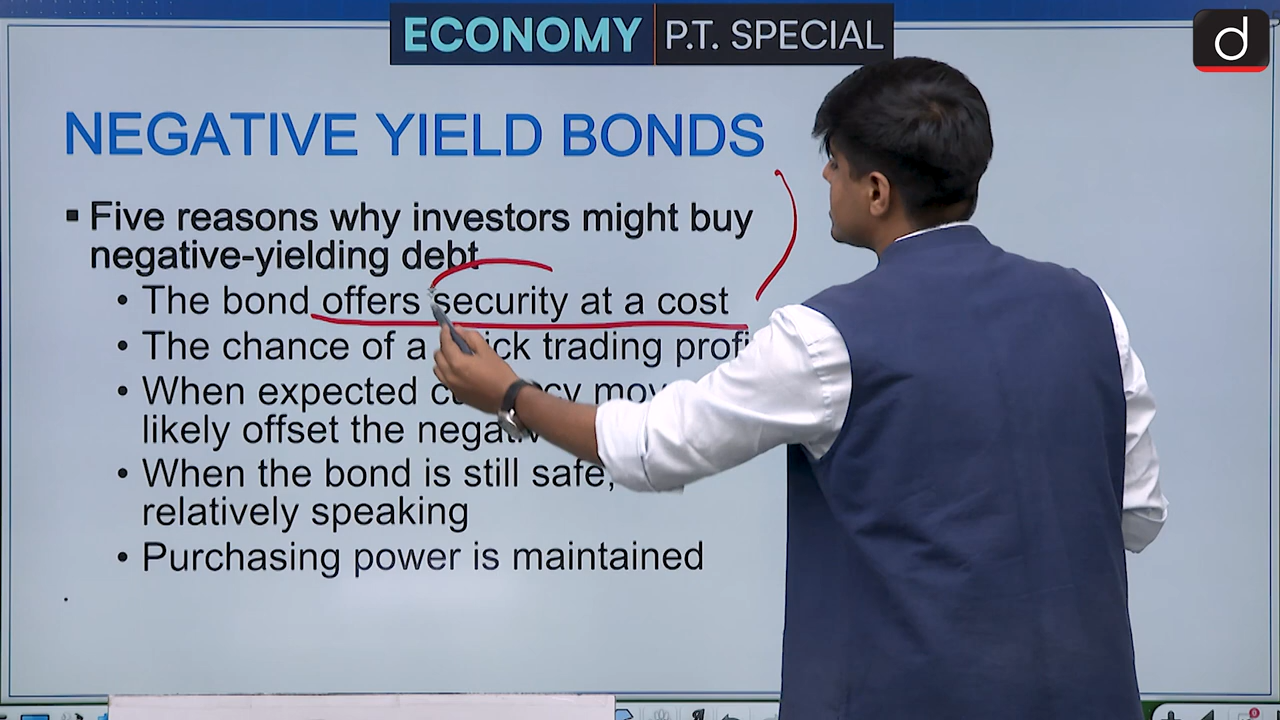 ECONOMY P.T. SPECIAL
d
NEGATIVE YIELD BONDS
Five reasons why investors might buy
negative-yielding debt
• The bond offers security at a cost
• The chance of a trading
• When expected
likely offset the
• When the bond is still safe,
relatively speaking
• Purchasing power is maintained